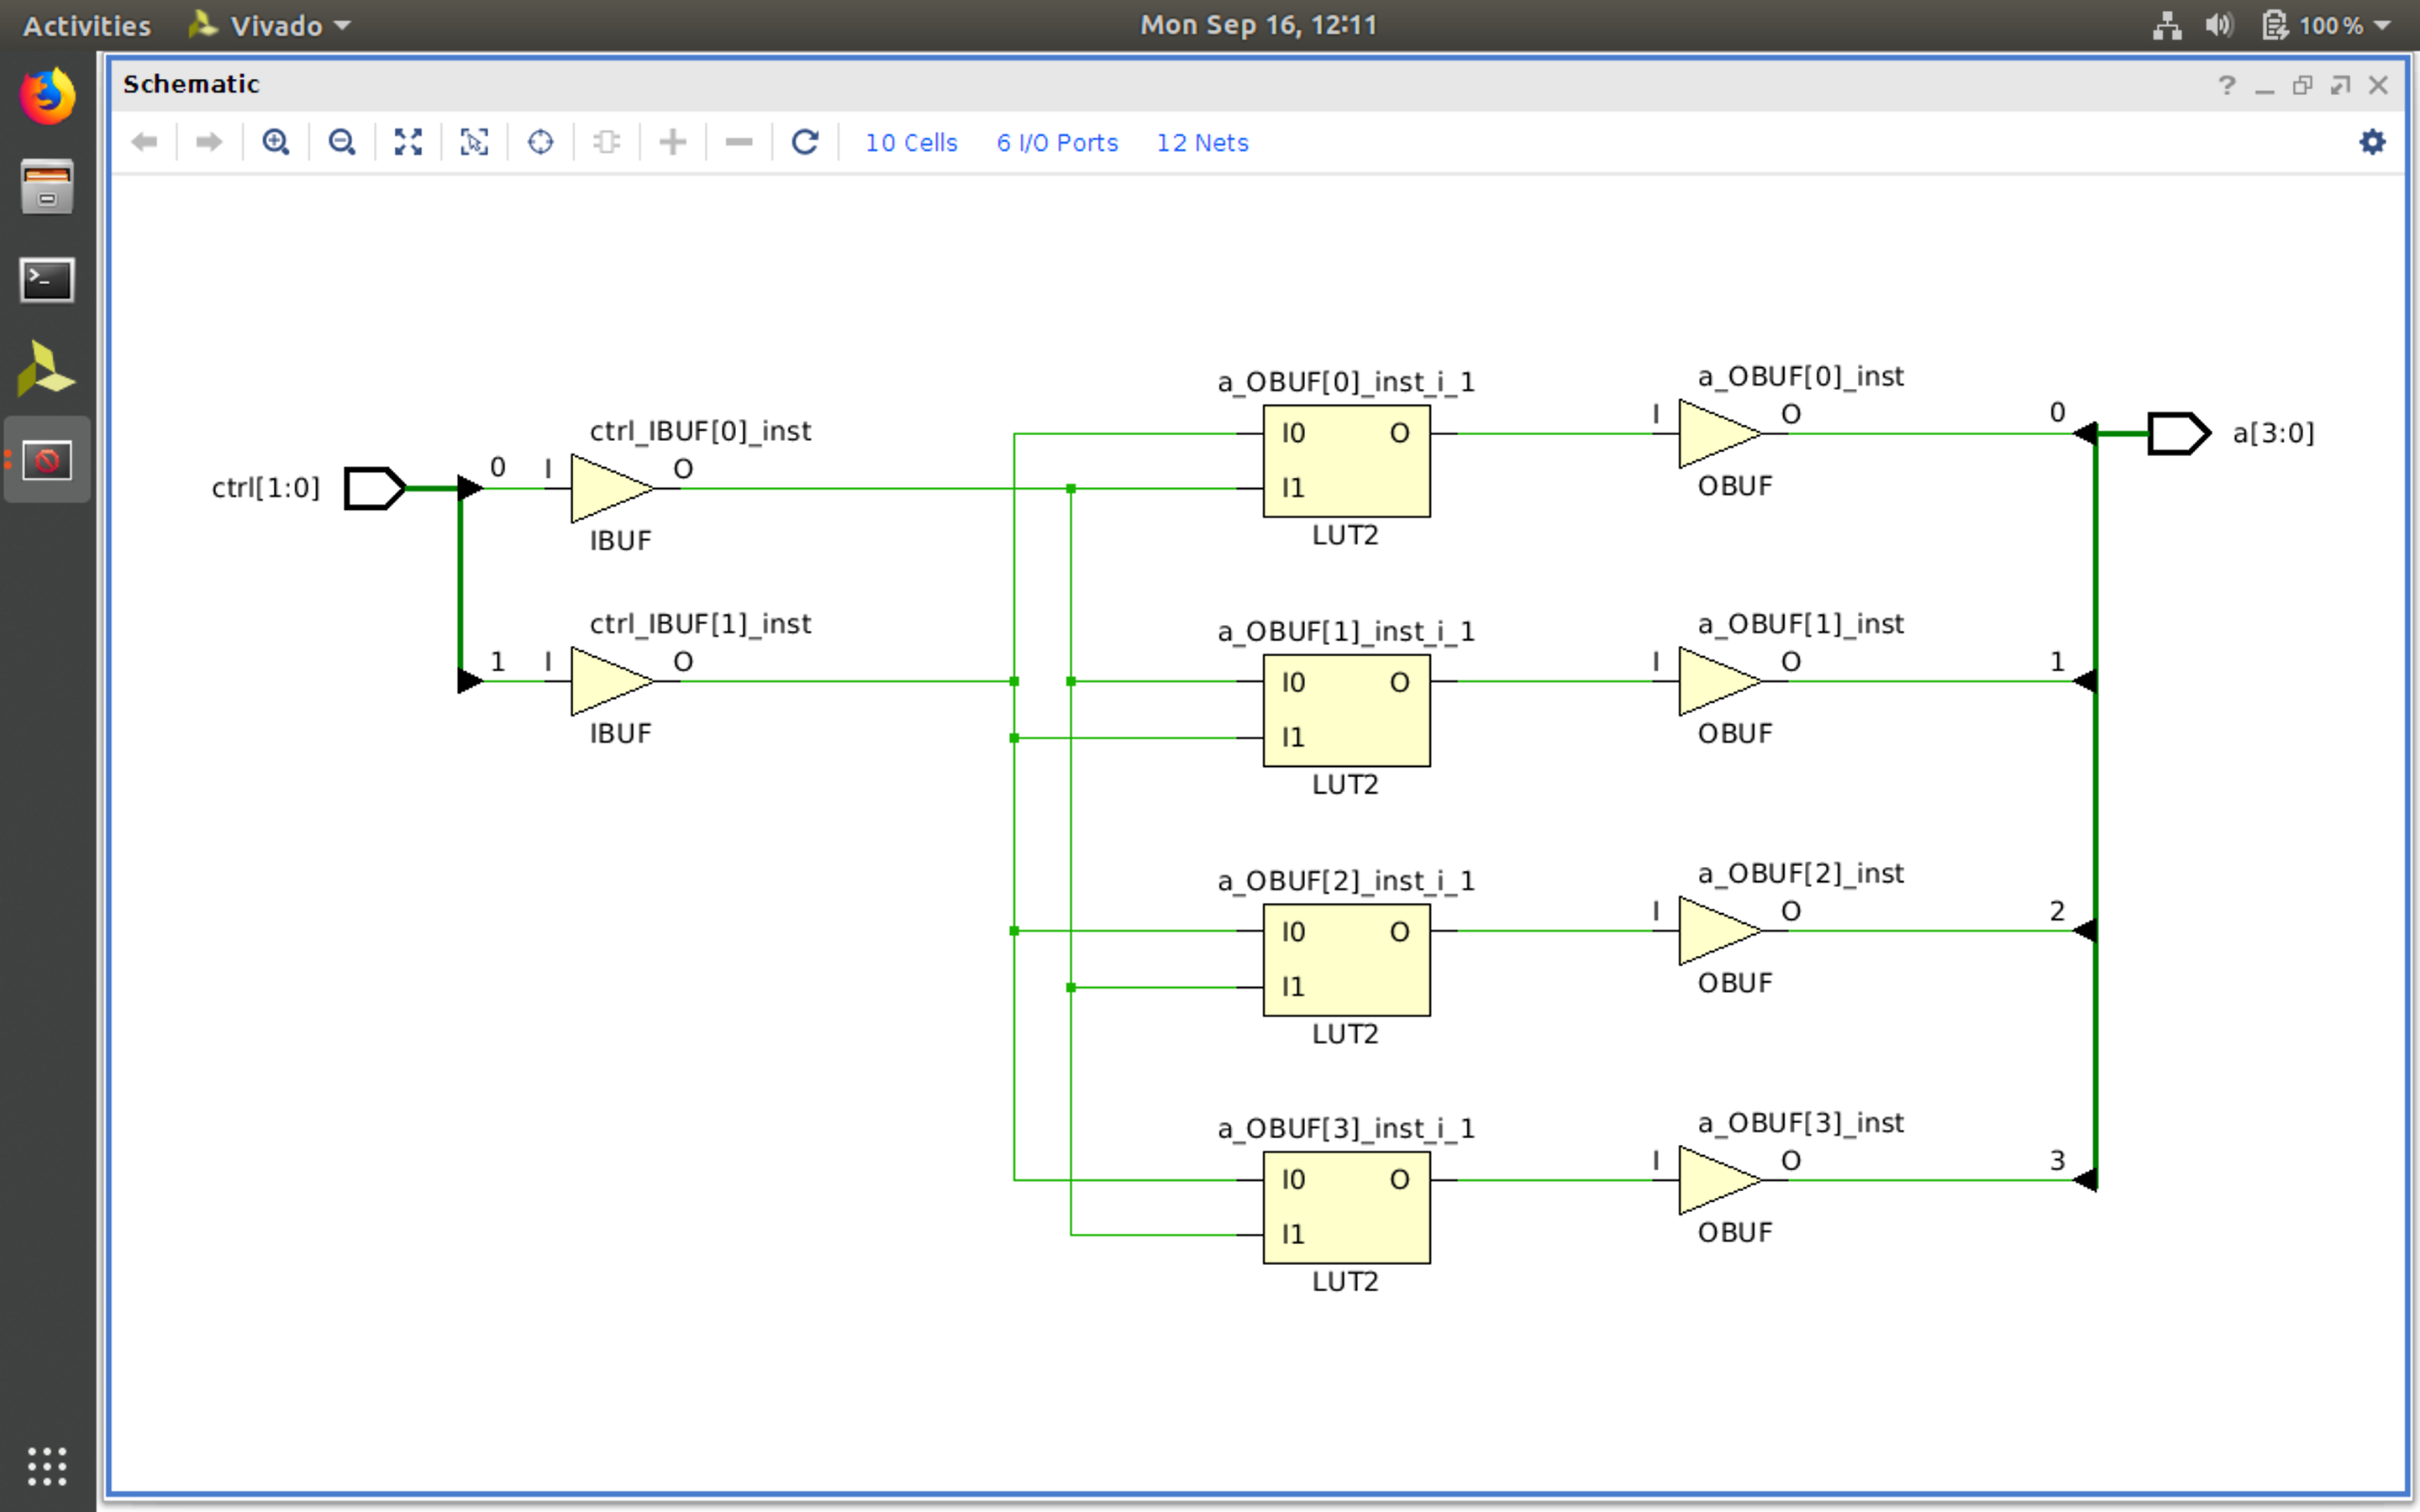 Activities Vivado Mon Sep 16, 12:11 100%
Schematic ?
10 Cells 6 I/O Ports 12 Nets
a_OBUF[0]_inst_i_1 a_OBUF[0]_inst
ctrl_IBUF[0]_inst I0 O I O 0 a[3:0]
ctrl[1:0] 0 I O I1 OBUF
IBUF LUT2
ctrl_IBUF[1]_inst a_OBUF[1]_inst_i_1 a_OBUF[1]_inst
1 I O I0 O I O 1
IBUF I1 OBUF
LUT2
a_OBUF[2]_inst_i_1 a_OBUF[2]_inst
I0 O I O 2
I1 OBUF
LUT2
a_OBUF[3]_inst_i_1 a_OBUF[3]_inst
I0 O I O 3
I1 OBUF
LUT2